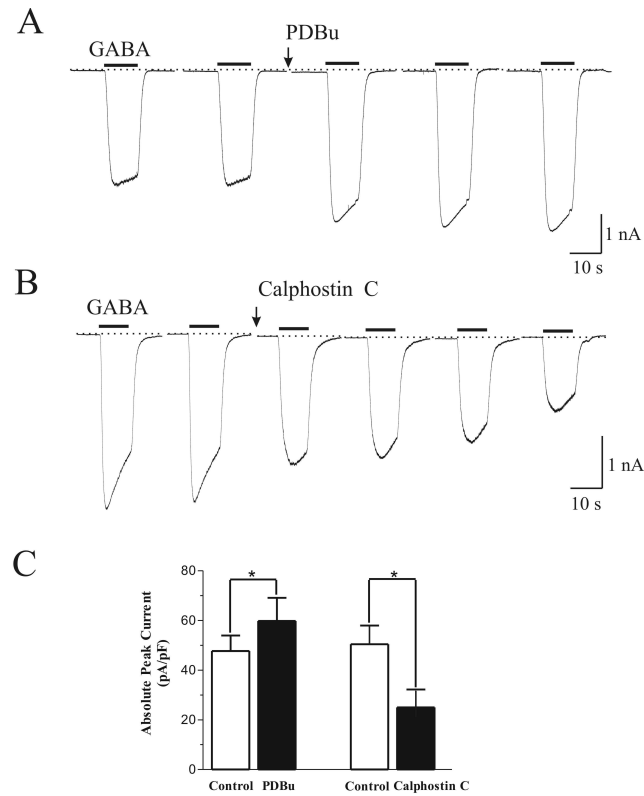 A
PDBu
GABA
1 nA
10 s
B
Calphostin C
GABA
1 nA
10 s
C
Absolute Peak Current
(pA/pF)
80
60
40
20
0
*
*
Control PDBu
Control Calphostin C